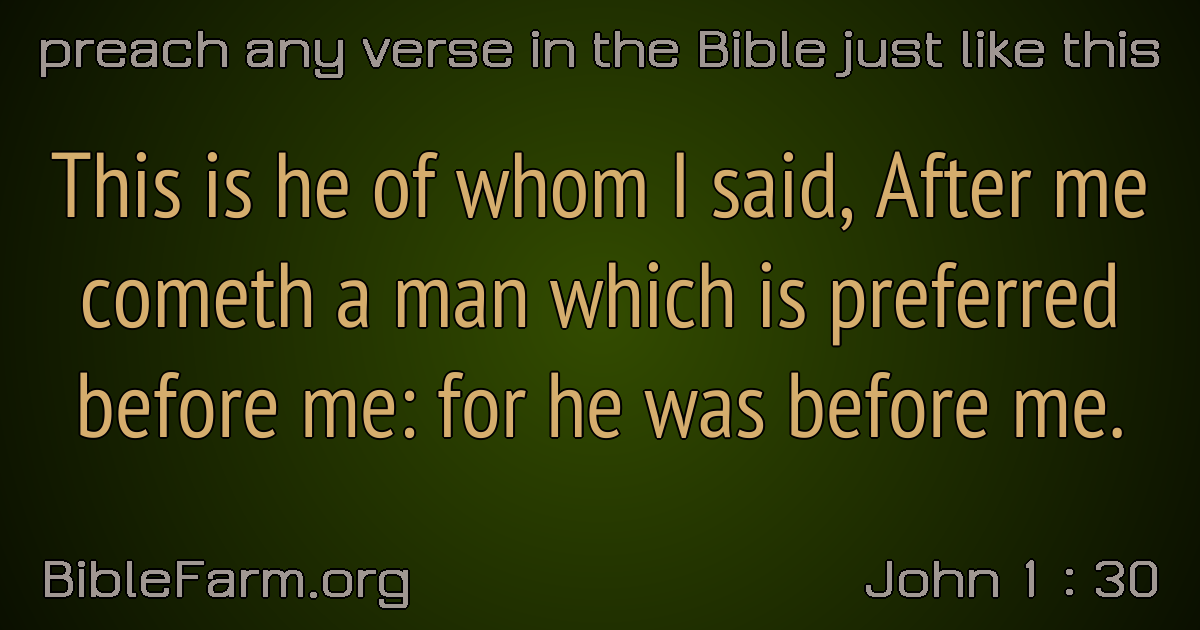 preach any verse in the Bible just like this
This is he of whom I said, After me
cometh a man which is preferred
before me: for he was before me.
BibleFarm.org
John 1 : 30